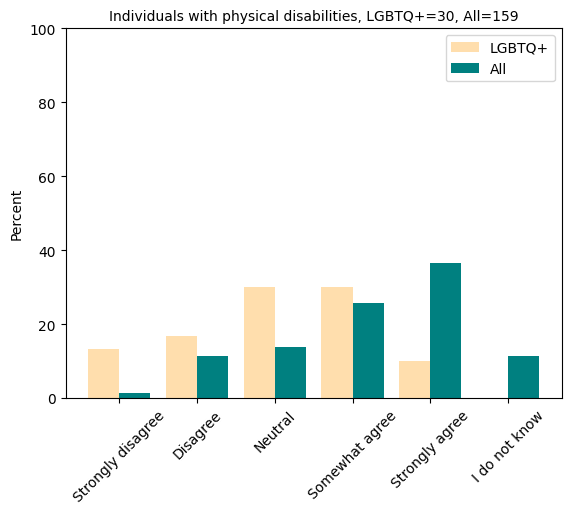 Individuals with physical disabilities, LGBTQ+=30, All=159
100
80
60
40
20
0
Percent
LGBTQ+
All
Strongly disagree
Disagree
Neutral
Somewhat agree
Strongly agree
I do not know